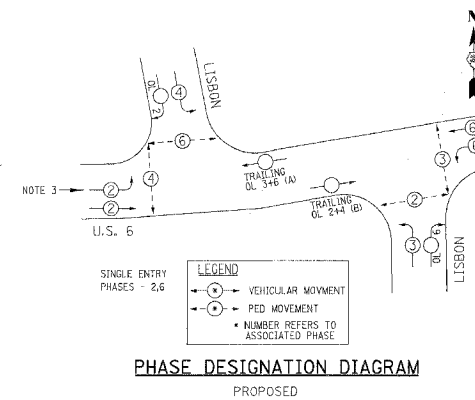 N
OL
2
4
LISBON
6
6
6
3
TRAILING
OL 3+6 (A)
4
NOTE 3
2
2
TRAILING
OL 2+4 (B)
2
U.S. 6
3
OL
LISBON
SINGLE ENTRY
PHASES - 2,6
LEGEND
* VEHICULAR MOVMENT
* PED MOVEMENT
* NUMBER REFERS TO
ASSOCIATED PHASE
PHASE DESIGNATION DIAGRAM
PROPOSED